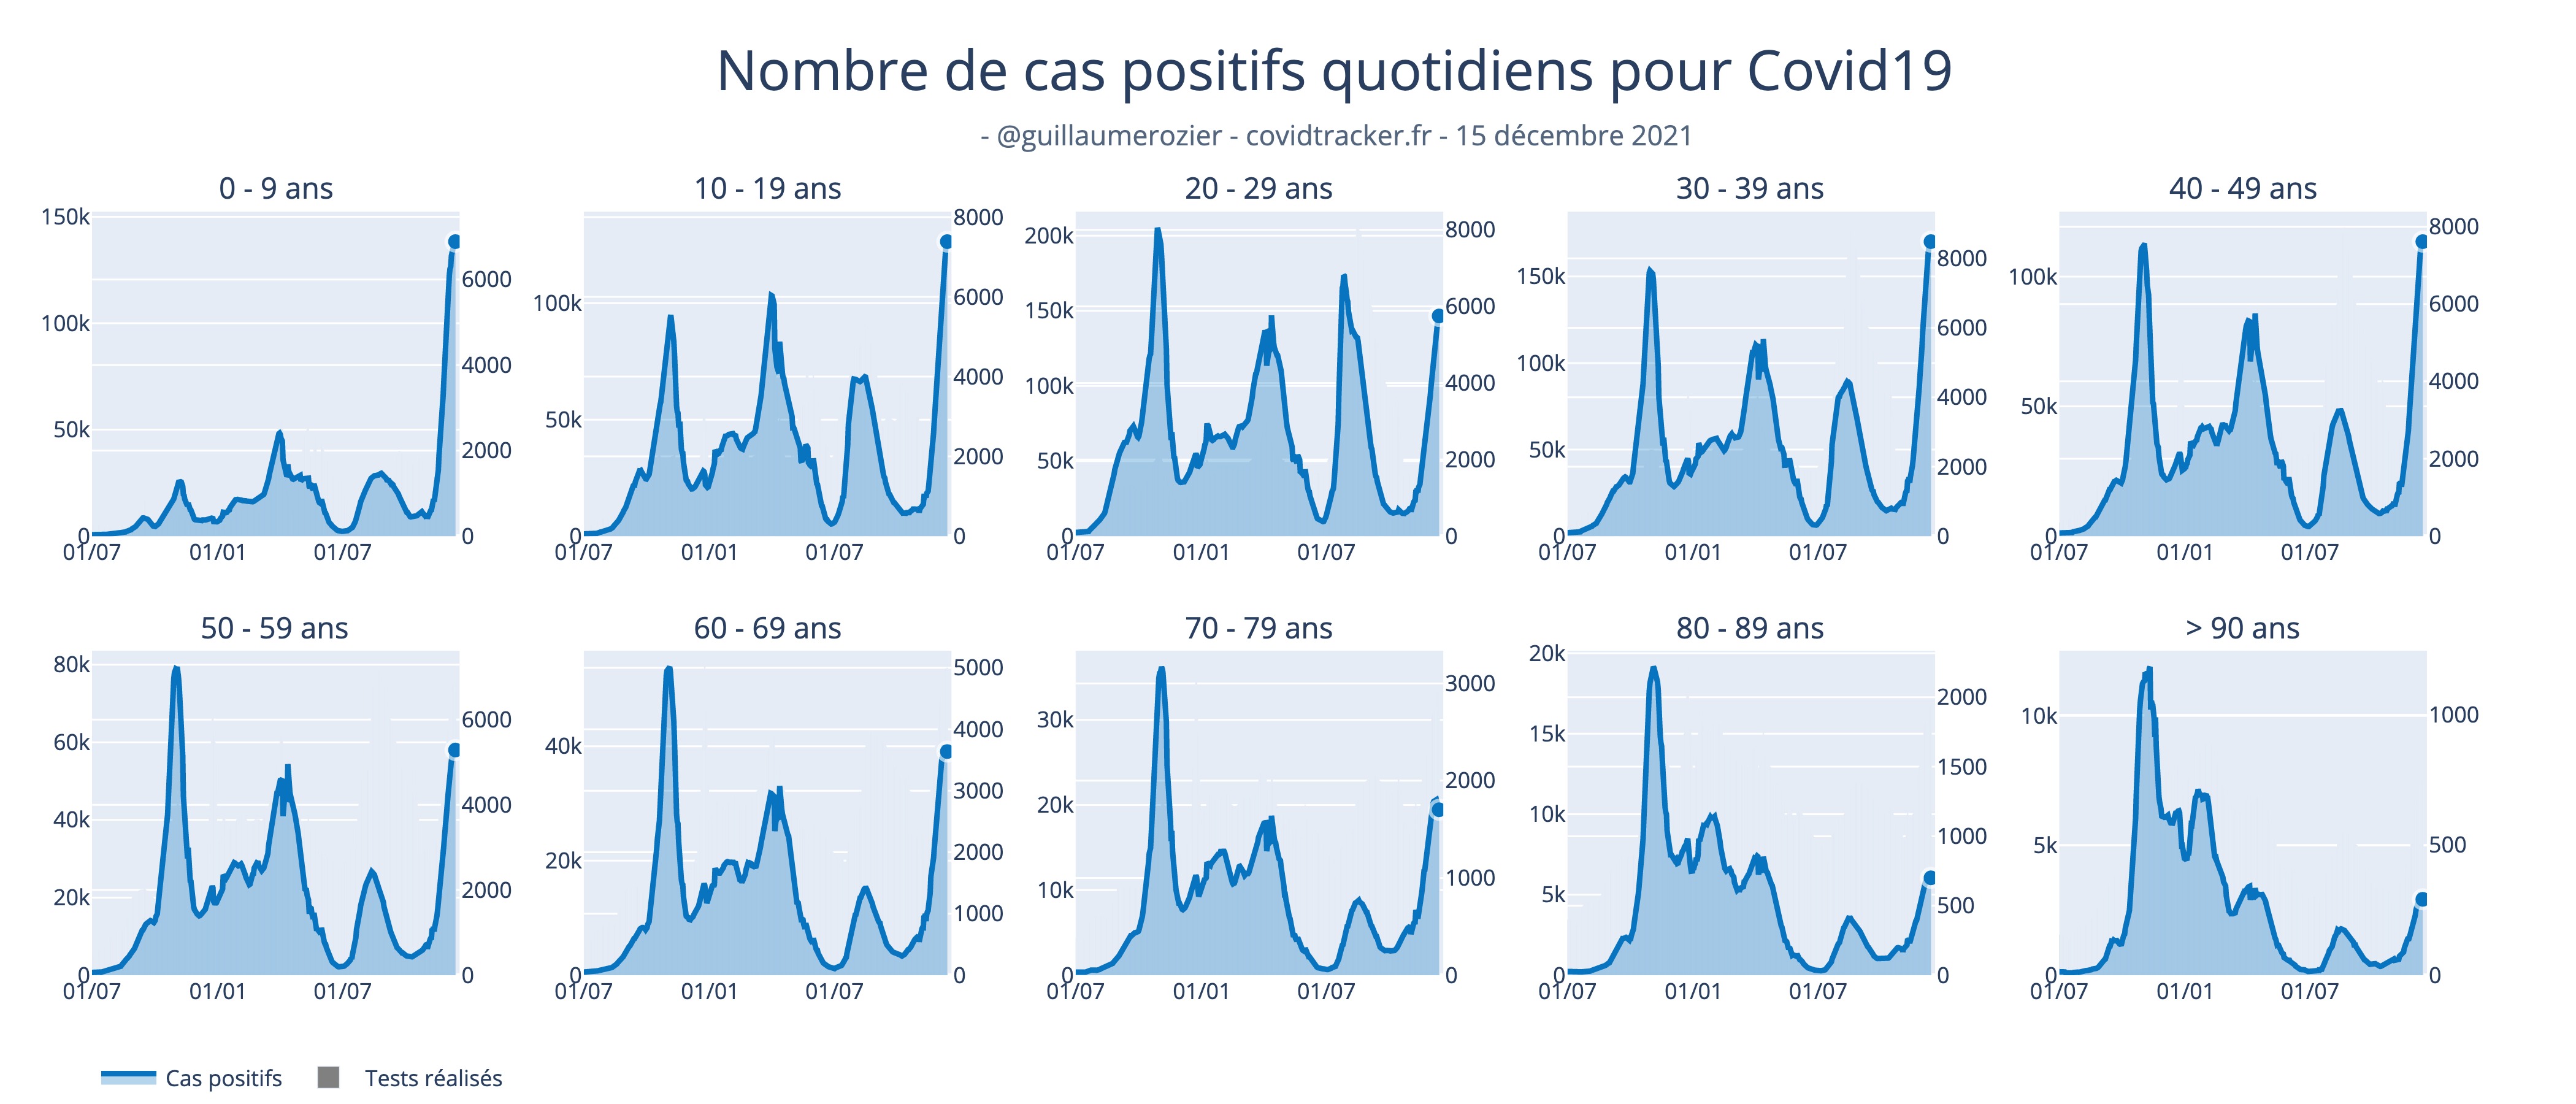 Nombre de cas positifs quotidiens pour Covid19
- @guillaumerozier - covidtracker.fr - 15 décembre 2021
0 - 9 ans
150k
100k
50k
0
6000
4000
2000
0
01/07 01/01 01/07
10 - 19 ans
100k
50k
0
8000
6000
4000
2000
0
01/07 01/01 01/07
20 - 29 ans
200k
150k
100k
50k
0
8000
6000
4000
2000
0
01/07 01/01 01/07
30 - 39 ans
150k
100k
50k
0
8000
6000
4000
2000
0
01/07 01/01 01/07
40 - 49 ans
100k
50k
0
8000
6000
4000
2000
0
01/07 01/01 01/07
50 - 59 ans
80k
60k
40k
20k
0
6000
4000
2000
0
01/07 01/01 01/07
60 - 69 ans
40k
20k
0
5000
4000
3000
2000
1000
0
01/07 01/01 01/07
70 - 79 ans
30k
20k
10k
0
3000
2000
1000
0
01/07 01/01 01/07
80 - 89 ans
20k
15k
10k
5k
0
2000
1500
1000
500
0
01/07 01/01 01/07
> 90 ans
10k
5k
0
1000
500
0
01/07 01/01 01/07
Cas positifs Tests réalisés